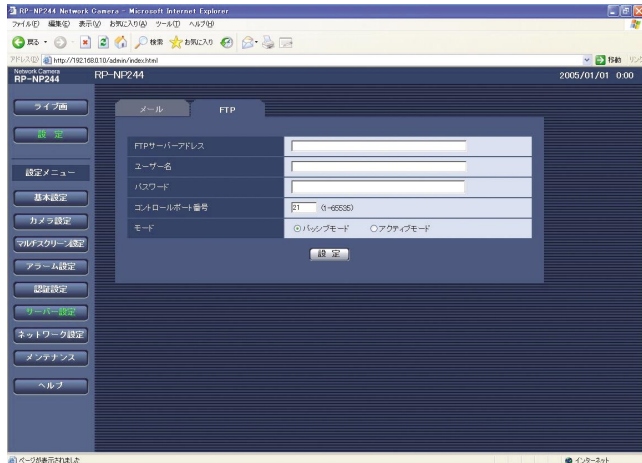 RP-NP244 Network Camera - Microsoft Internet Explorer
ファイル(F) 編集(E) 表示(V) お気に入り(A) ツール(T) ヘルプ(H)
戻る 検索 お気に入り
アドレス(D) http://192.168.0.10/admin/index.html 移動 リンク
Network Camera
RP-NP244
RP-NP244
2005/01/01 0:00
ライブ画
設定
設定メニュー
基本設定
カメラ設定
マルチスクリーン設定
アラーム設定
認証設定
サーバー設定
ネットワーク設定
メンテナンス
ヘルプ
メール FTP
FTPサーバーアドレス
ユーザー名
パスワード
コントロールポート番号 21 (1-65535)
モード パッシブモード アクティブモード
設定
ページが表示されました インターネット